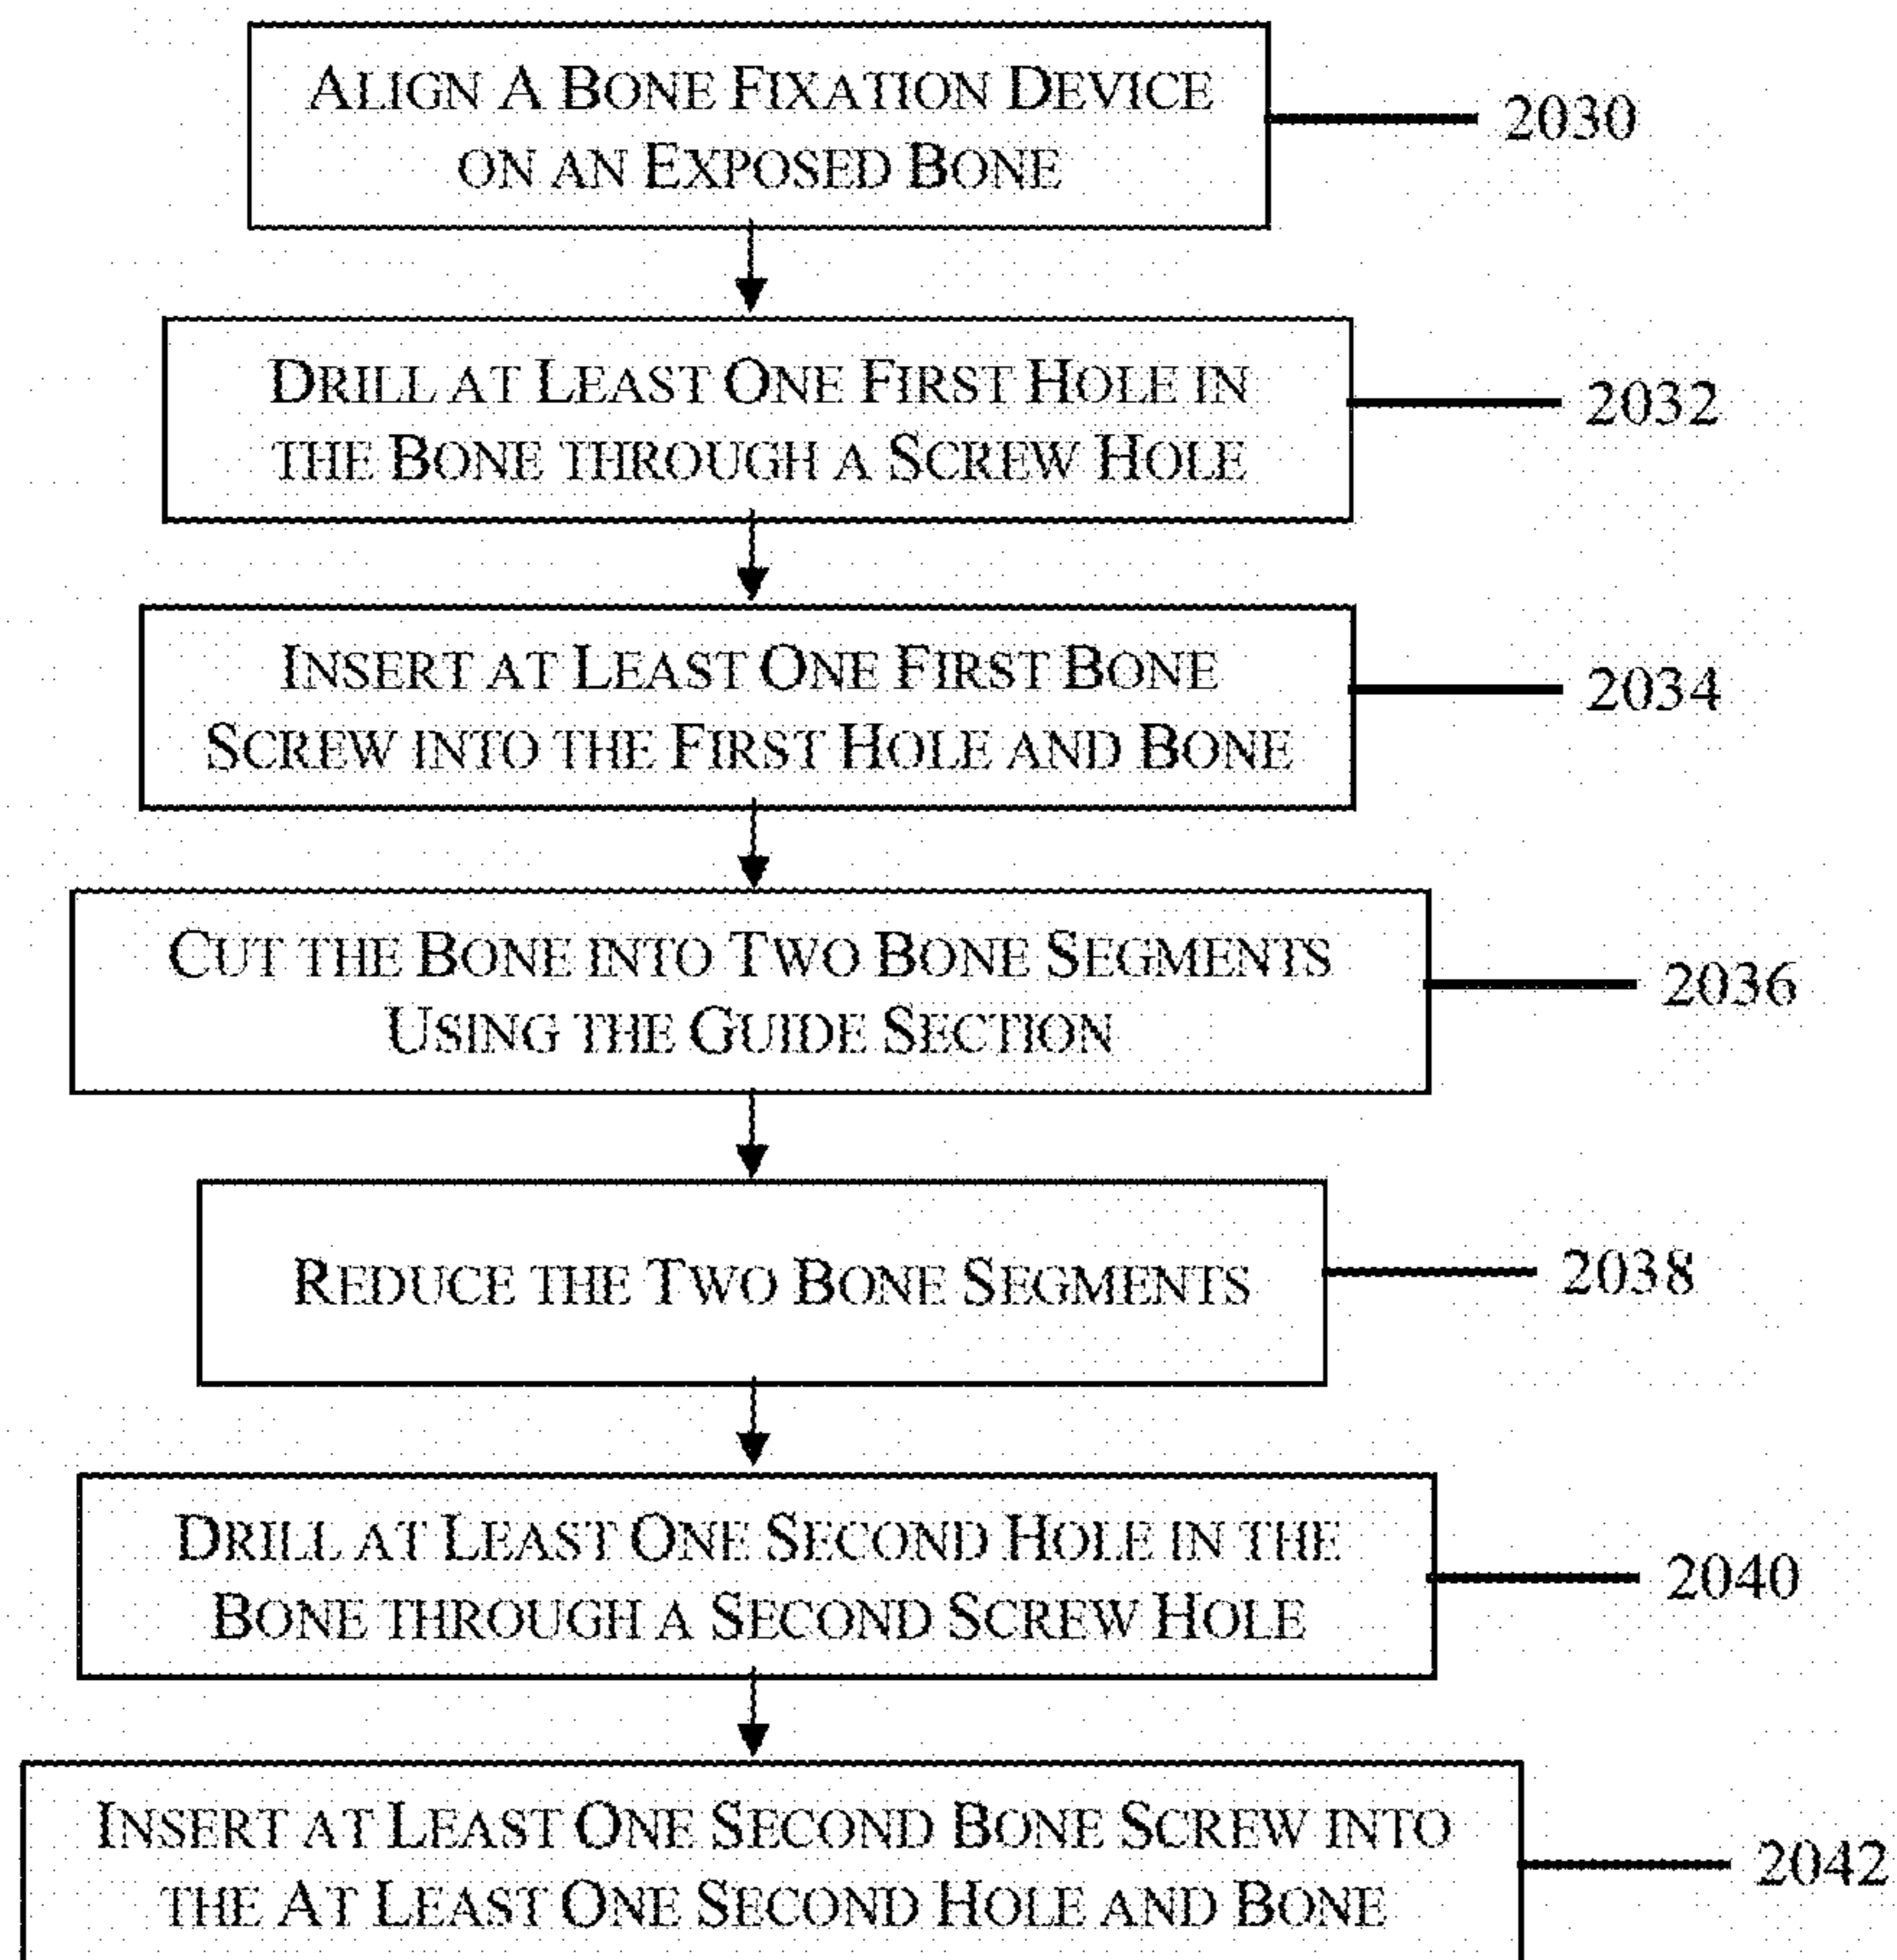 ALIGN A BONE FIXATION DEVICE
ON AN EXPOSED BONE
2030
DRILL AT LEAST ONE FIRST HOLE IN
THE BONE THROUGH A SCREW HOLE
2032
INSERT AT LEAST ONE FIRST BONE
SCREW INTO THE FIRST HOLE AND BONE
2034
CUT THE BONE INTO TWO BONE SEGMENTS
USING THE GUIDE SECTION
2036
REDUCE THE TWO BONE SEGMENTS
2038
DRILL AT LEAST ONE SECOND HOLE IN THE
BONE THROUGH A SECOND SCREW HOLE
2040
INSERT AT LEAST ONE SECOND BONE SCREW INTO
THE AT LEAST ONE SECOND HOLE AND BONE
2042